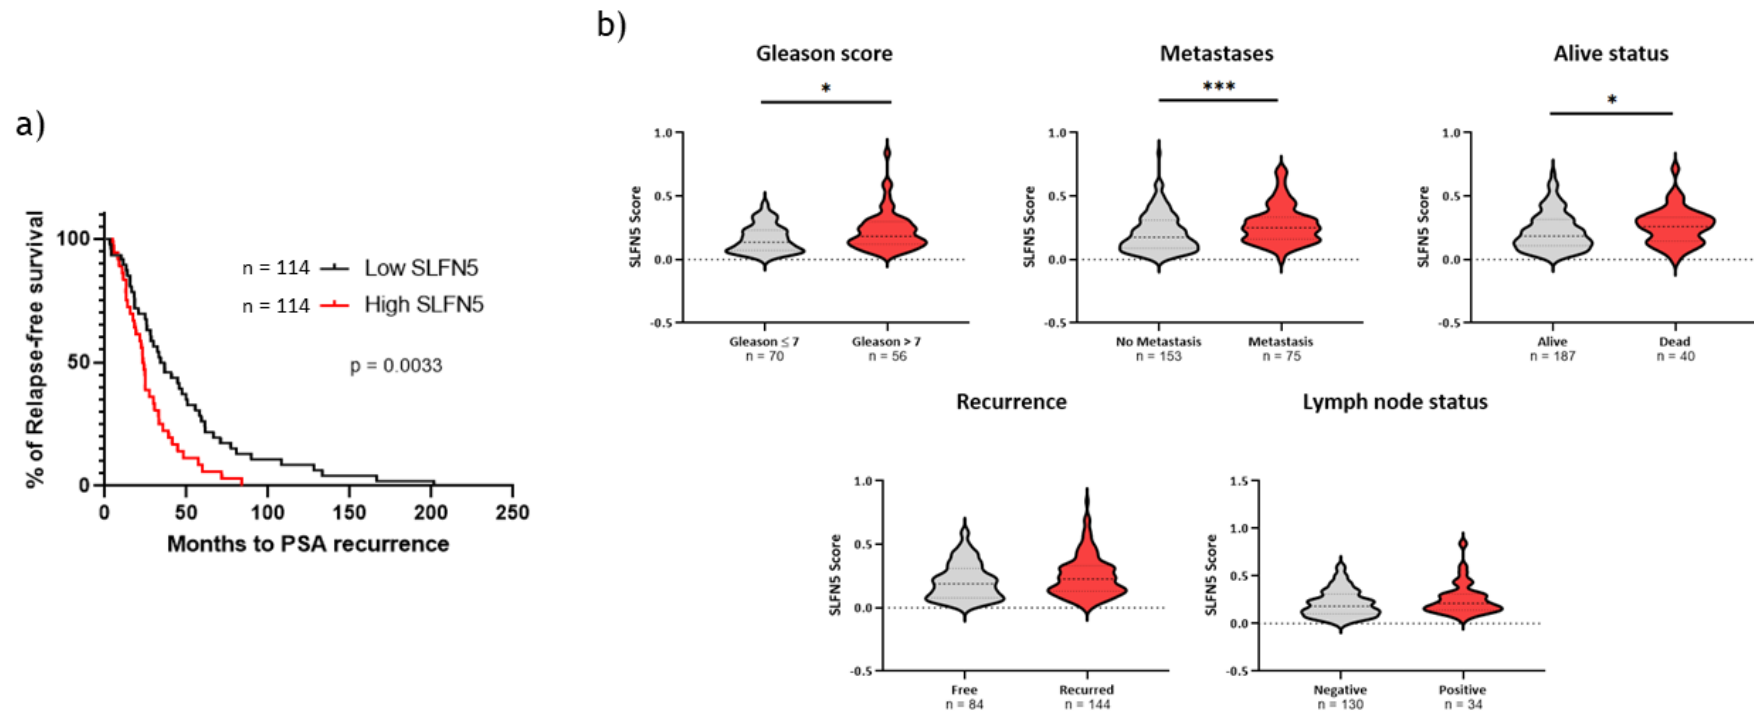 a)
% of Relapse-free survival
100
50
0
n = 114 Low SLFN5
n = 114 High SLFN5
p = 0.0033
0 50 100 150 200 250
Months to PSA recurrence
b)
Gleason score
*
SLFN5 Score
1.0
0.5
0.0
-0.5
Gleason ≤ 7 Gleason > 7
n = 70 n = 56
Metastases
***
SLFN5 Score
1.0
0.5
0.0
-0.5
No Metastasis Metastasis
n = 153 n = 75
Alive status
*
SLFN5 Score
1.0
0.5
0.0
-0.5
Alive Dead
n = 187 n = 40
Recurrence
SLFN5 Score
1.0
0.5
0.0
-0.5
Free Recurred
n = 84 n = 144
Lymph node status
SLFN5 Score
1.5
1.0
0.5
0.0
-0.5
Negative Positive
n = 130 n = 34